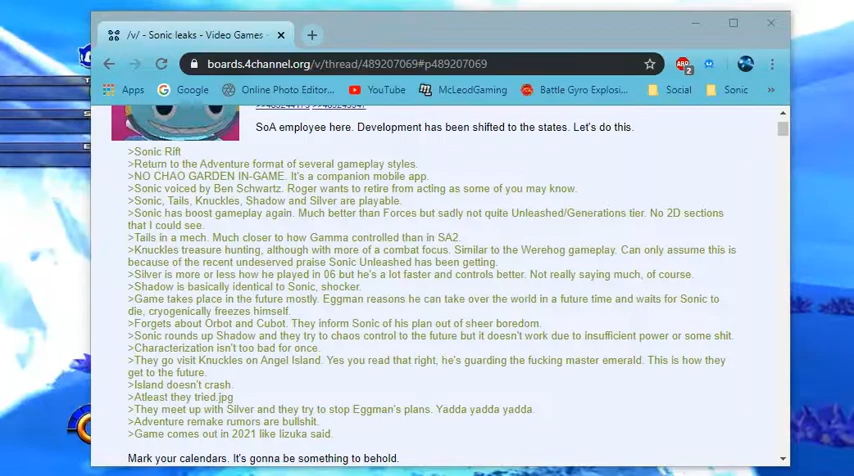 /v/ - Sonic leaks - Video Games -
boards.4channel.org/v/thread/489207069#p489207069
2
Apps Google Online Photo Editor... YouTube McLeodGaming Battle Gyro Explosi... Social Sonic »
SoA employee here. Development has been shifted to the states. Let's do this.
>Sonic Rift
>Return to the Adventure format of several gameplay styles.
>NO CHAO GARDEN IN-GAME. It's a companion mobile app.
>Sonic voiced by Ben Schwartz. Roger wants to retire from acting as some of you may know.
>Sonic, Tails, Knuckles, Shadow and Silver are playable.
>Sonic has boost gameplay again. Much better than Forces but sadly not quite Unleashed/Generations tier. No 2D sections
that I could see.
>Tails in a mech. Much closer to how Gamma controlled than in SA2.
>Knuckles treasure hunting, although with more of a combat focus. Similar to the Werehog gameplay. Can only assume this is
because of the recent undeserved praise Sonic Unleashed has been getting.
>Silver is more or less how he played in 06 but he's a lot faster and controls better. Not really saying much, of course.
>Shadow is basically identical to Sonic, shocker.
>Game takes place in the future mostly. Eggman reasons he can take over the world in a future time and waits for Sonic to
die, cryogenically freezes himself.
>Forgets about Orbot and Cubot. They inform Sonic of his plan out of sheer boredom.
>Sonic rounds up Shadow and they try to chaos control to the future but it doesn't work due to insufficient power or some shit.
>Characterization isn't too bad for once.
>They go visit Knuckles on Angel Island. Yes you read that right, he's guarding the fucking master emerald. This is how they
get to the future.
>Island doesn't crash.
>Atleast they tried.jpg
>They meet up with Silver and they try to stop Eggman's plans. Yadda yadda yadda.
>Adventure remake rumors are bullshit.
>Game comes out in 2021 like Iizuka said.
Mark your calendars. It's gonna be something to behold.